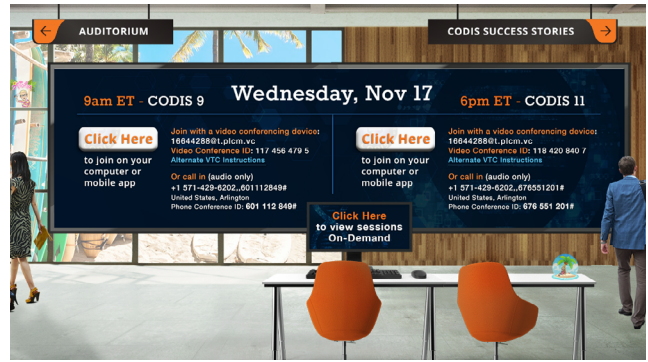 AUDITORIUM
CODIS SUCCESS STORIES
Wednesday, Nov 17
9am ET - CODIS 9
Click Here
to join on your
computer or
mobile app
Join with a video conferencing device:
16644288@t.plcm.vc
Video Conference ID: 117 456 479 5
Alternate VTC Instructions
Or call in (audio only)
+1 571-429-6202,,601112849#
United States, Arlington
Phone Conference ID: 601 112 849#
6pm ET - CODIS 11
Click Here
to join on your
computer or
mobile app
Join with a video conferencing device:
16644288@t.plcm.vc
Video Conference ID: 118 420 840 7
Alternate VTC Instructions
Or call in (audio only)
+1 571-429-6202,,676551201#
United States, Arlington
Phone Conference ID: 676 551 201#
Click Here
to view sessions
On-Demand